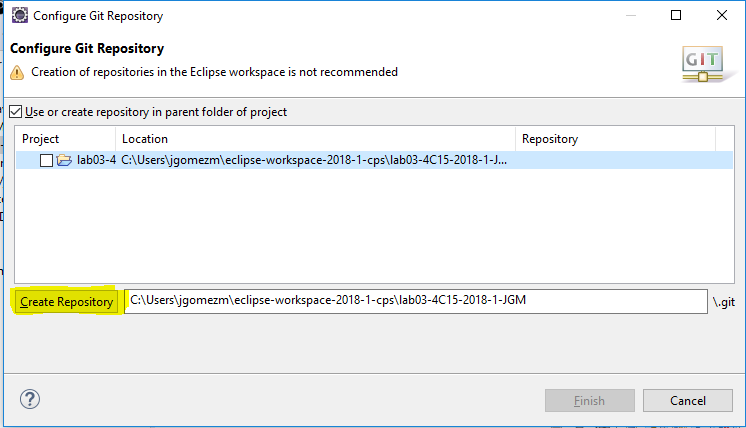 Configure Git Repository
Configure Git Repository
Creation of repositories in the Eclipse workspace is not recommended
GIT
Use or create repository in parent folder of project
Project Location Repository
lab03-4 C:\Users\jgomezm\eclipse-workspace-2018-1-cps\lab03-4C15-2018-1-J...
Create Repository C:\Users\jgomezm\eclipse-workspace-2018-1-cps\lab03-4C15-2018-1-JGM \.git
Finish Cancel